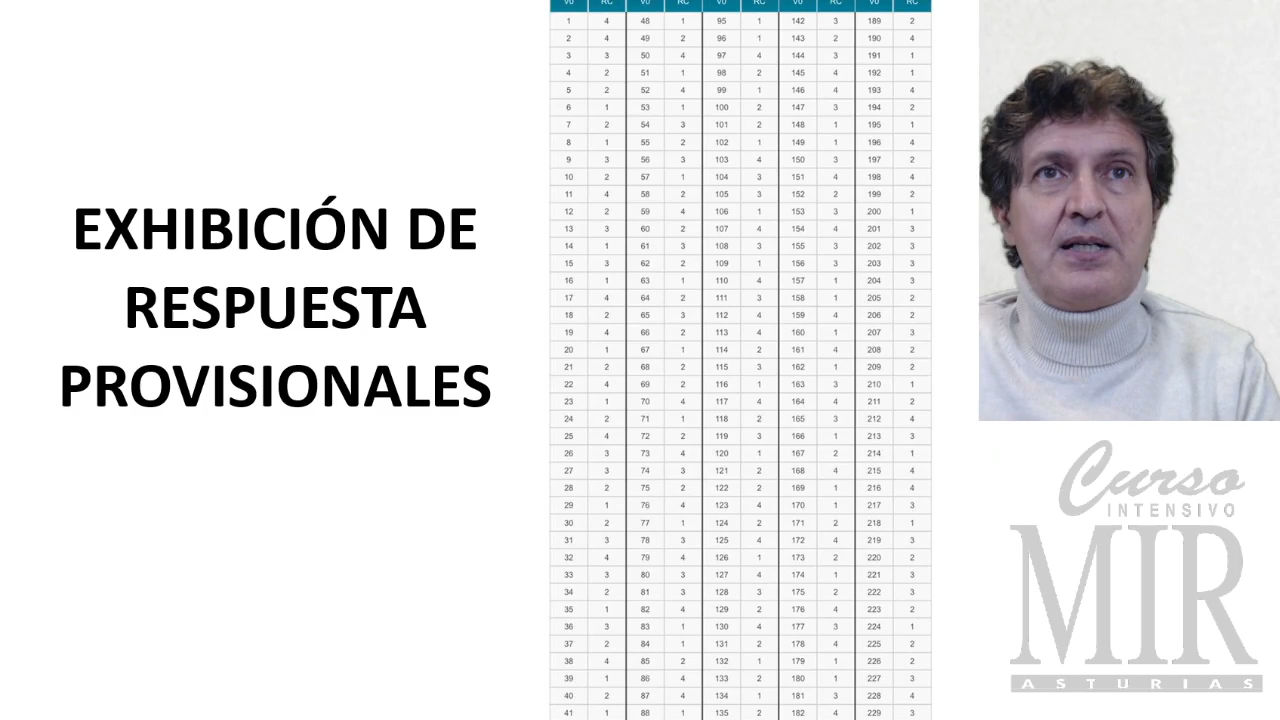 EXHIBICIÓN DE
RESPUESTA
PROVISIONALES
V0 RC V0 RC V0 RC V0 RC V0 RC
1 4 48 1 95 1 142 3 189 2
2 4 49 2 96 1 143 2 190 4
3 3 50 4 97 4 144 3 191 1
4 2 51 1 98 2 145 4 192 1
5 2 52 4 99 1 146 4 193 4
6 1 53 1 100 2 147 3 194 2
7 2 54 3 101 2 148 1 195 1
8 1 55 2 102 1 149 1 196 4
9 3 56 3 103 4 150 3 197 2
10 2 57 1 104 3 151 4 198 4
11 4 58 2 105 3 152 2 199 2
12 2 59 4 106 1 153 3 200 1
13 3 60 2 107 4 154 4 201 3
14 1 61 3 108 3 155 3 202 3
15 3 62 2 109 1 156 3 203 3
16 1 63 1 110 4 157 1 204 3
17 4 64 2 111 3 158 1 205 2
18 2 65 3 112 4 159 4 206 2
19 4 66 2 113 4 160 1 207 3
20 1 67 1 114 2 161 4 208 2
21 2 68 2 115 3 162 1 209 2
22 4 69 2 116 1 163 3 210 1
23 1 70 4 117 4 164 4 211 2
24 2 71 1 118 2 165 3 212 4
25 4 72 2 119 3 166 1 213 3
26 3 73 4 120 1 167 2 214 1
27 3 74 3 121 2 168 4 215 4
28 2 75 2 122 2 169 1 216 4
29 1 76 4 123 4 170 1 217 3
30 2 77 1 124 2 171 2 218 1
31 3 78 3 125 4 172 4 219 3
32 4 79 4 126 1 173 2 220 2
33 3 80 3 127 4 174 1 221 3
34 2 81 3 128 3 175 2 222 3
35 1 82 4 129 2 176 4 223 2
36 3 83 1 130 4 177 3 224 1
37 2 84 1 131 2 178 4 225 2
38 4 85 2 132 1 179 1 226 2
39 1 86 4 133 2 180 1 227 3
40 2 87 4 134 1 181 3 228 4
41 1 88 1 135 2 182 4 229 3
Curso
INTENSIVO
MIR
ASTURIAS